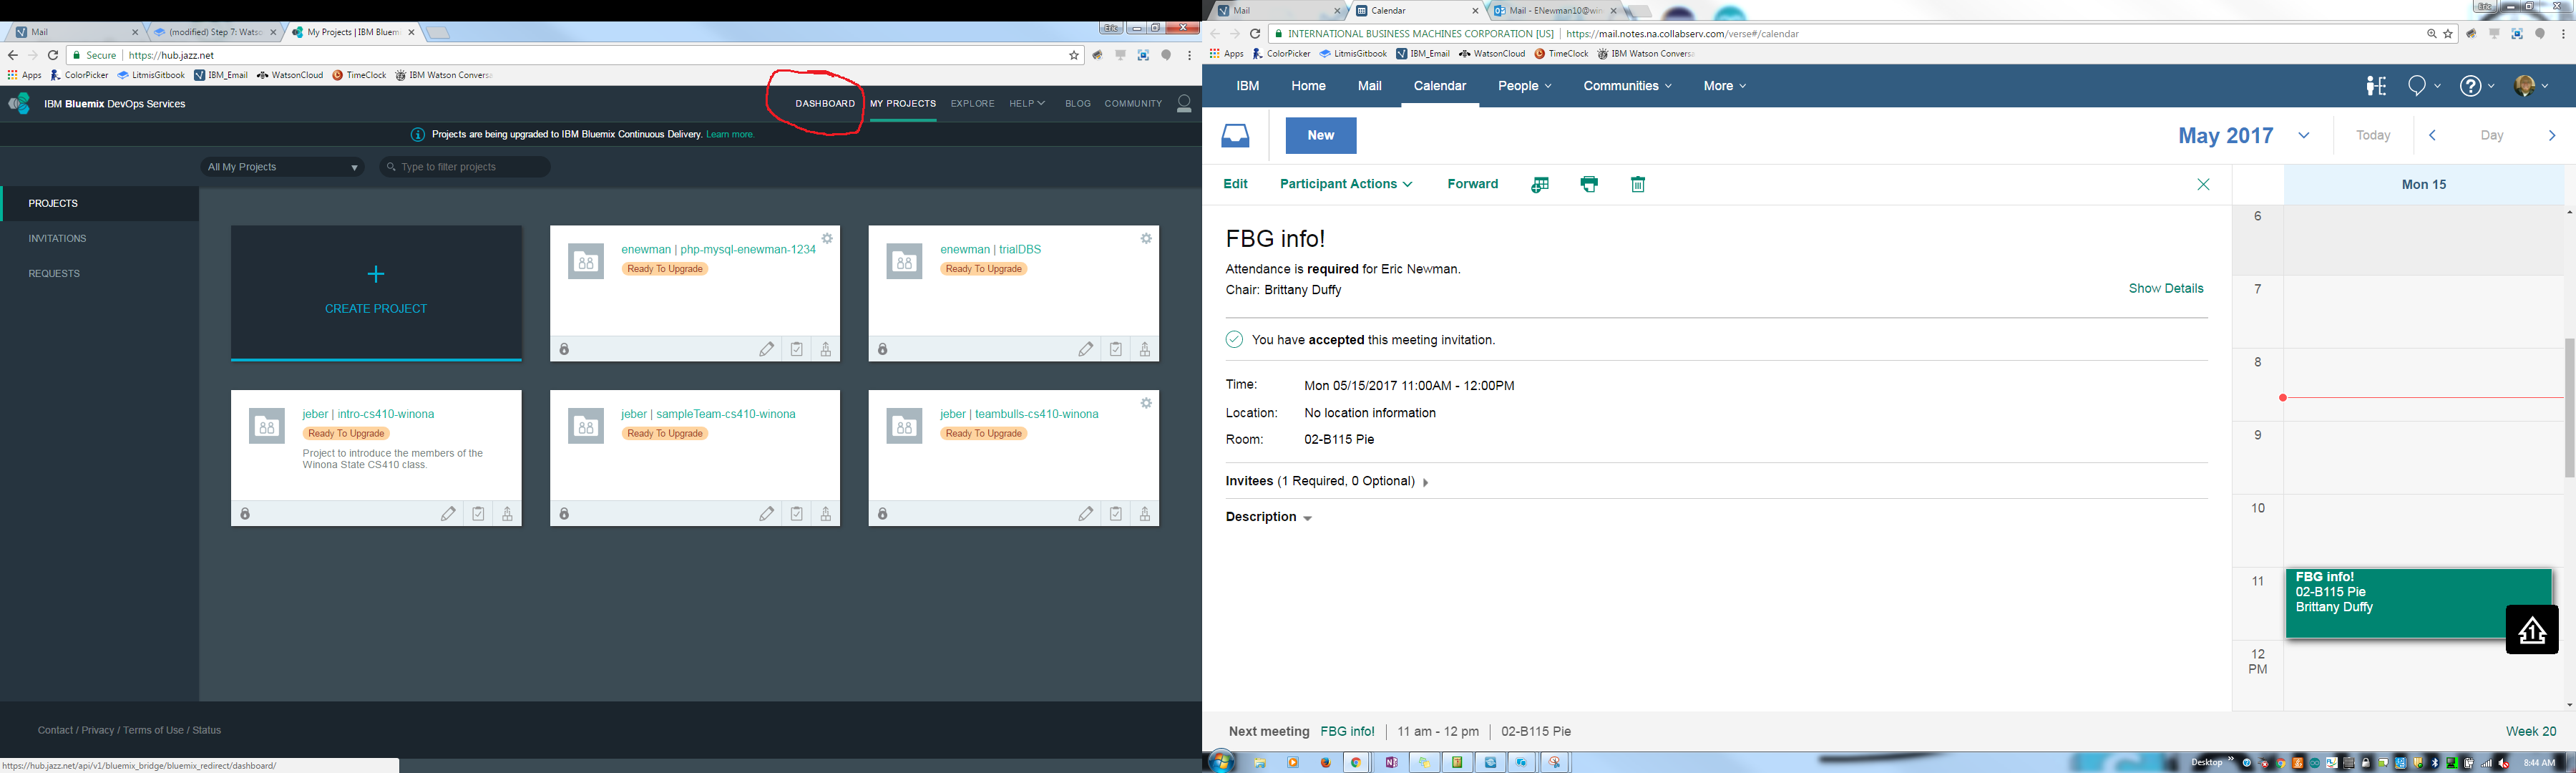 Mail
(modified) Step 7: Watso
My Projects | IBM Bluemi
Eric
Secure | https://hub.jazz.net
Apps ColorPicker LitmisGitbook IBM_Email WatsonCloud TimeClock IBM Watson Conversa
IBM Bluemix DevOps Services
DASHBOARD MY PROJECTS EXPLORE HELP BLOG COMMUNITY
Projects are being upgraded to IBM Bluemix Continuous Delivery. Learn more.
All My Projects
Type to filter projects
PROJECTS
INVITATIONS
REQUESTS
CREATE PROJECT
enewman | php-mysql-enewman-1234
Ready To Upgrade
enewman | trialDBS
Ready To Upgrade
jeber | intro-cs410-winona
Ready To Upgrade
Project to introduce the members of the
Winona State CS410 class.
jeber | sampleTeam-cs410-winona
Ready To Upgrade
jeber | teambulls-cs410-winona
Ready To Upgrade
Contact / Privacy / Terms of Use / Status
https://hub.jazz.net/api/v1/bluemix_bridge/bluemix_redirect/dashboard/
Mail
Calendar
Mail - ENewman10@win
Eric
INTERNATIONAL BUSINESS MACHINES CORPORATION [US] | https://mail.notes.na.collabserv.com/verse#/calendar
Apps ColorPicker LitmisGitbook IBM_Email WatsonCloud TimeClock IBM Watson Conversa
IBM Home Mail Calendar People Communities More
New
May 2017
Today
Day
Edit Participant Actions Forward
Mon 15
FBG info!
Attendance is required for Eric Newman.
Chair: Brittany Duffy
Show Details
You have accepted this meeting invitation.
Time: Mon 05/15/2017 11:00AM - 12:00PM
Location: No location information
Room: 02-B115 Pie
Invitees (1 Required, 0 Optional)
Description
6
7
8
9
10
11
12
PM
FBG info!
02-B115 Pie
Brittany Duffy
1
Next meeting FBG info! | 11 am - 12 pm | 02-B115 Pie
Week 20
Desktop
8:44 AM